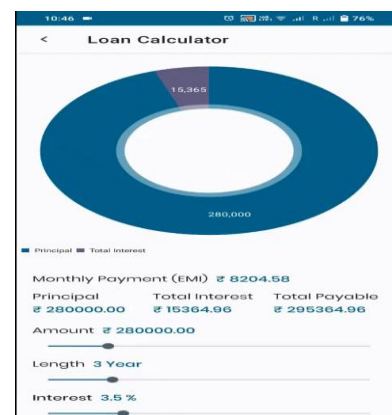 10:46 R 76%
< Loan Calculator
15,365
280,000
Principal Total Interest
Monthly Payment (EMI) ₹ 8204.58
Principal Total Interest Total Payable
₹ 280000.00 ₹ 15364.96 ₹ 295364.96
Amount ₹ 280000.00
Length 3 Year
Interest 3.5 %